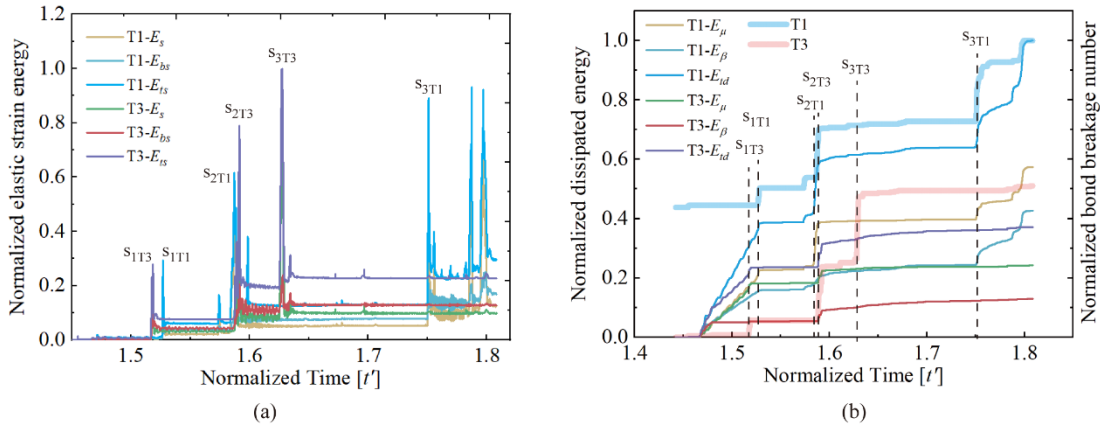 Normalized elastic strain energy
1.2
1.0
0.8
0.6
0.4
0.2
0.0
T1-Es
T1-Ebs
T1-Ets
T3-Es
T3-Ebs
T3-Ets
S1T3
S1T1
S2T1
S2T3
S3T3
S3T1
1.5 1.6 1.7 1.8
Normalized Time [t′]
(a)
Normalized dissipated energy
1.0
0.8
0.6
0.4
0.2
0.0
T1-Eμ
T1-Eβ
T1-Etd
T3-Eμ
T3-Eβ
T3-Etd
T1
T3
S1T3
S1T1
S2T1
S2T3
S3T3
S3T1
Normalized bond breakage number
1.4 1.5 1.6 1.7 1.8
Normalized Time [t′]
(b)